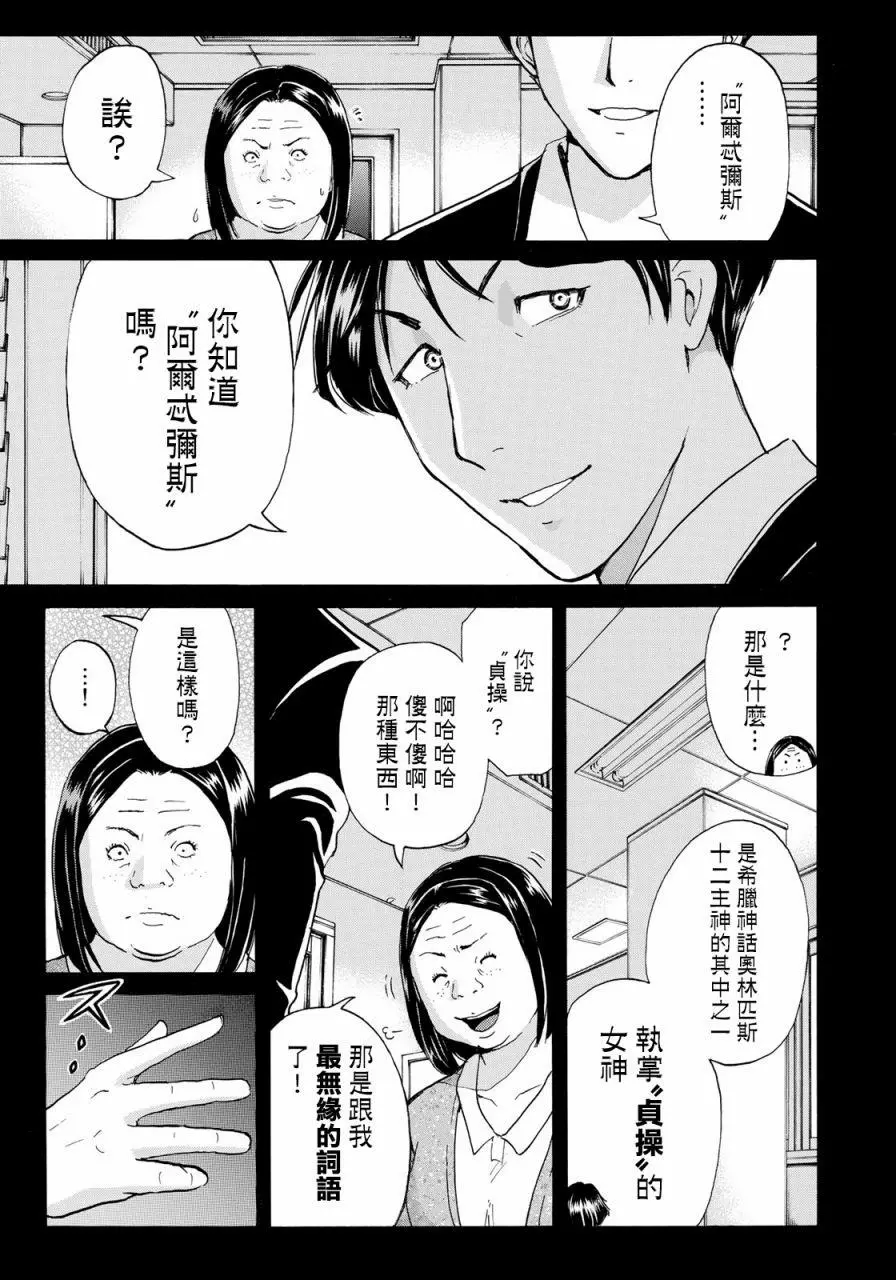 〝阿爾忒彌斯〞
……
誒？
你知道
〝阿爾忒彌斯〞
嗎？
？
那是什麼…
是希臘神話奧林匹斯
十二主神的其中之一
執掌〝貞操〞的
女神
你說
〝貞操〞？
啊哈哈哈
傻不傻啊！
那種東西！
那是跟我
最無緣的詞語
了！
是這樣嗎？
…！